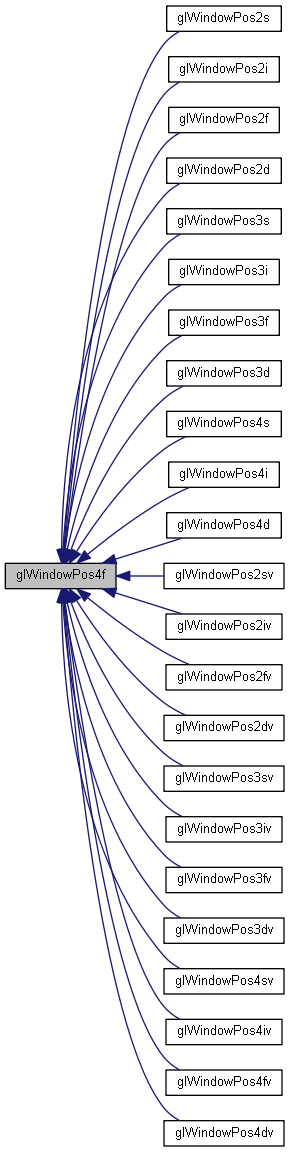 glWindowPos2s
glWindowPos2i
glWindowPos2f
glWindowPos2d
glWindowPos3s
glWindowPos3i
glWindowPos3f
glWindowPos3d
glWindowPos4s
glWindowPos4i
glWindowPos4d
glWindowPos4f
glWindowPos2sv
glWindowPos2iv
glWindowPos2fv
glWindowPos2dv
glWindowPos3sv
glWindowPos3iv
glWindowPos3fv
glWindowPos3dv
glWindowPos4sv
glWindowPos4iv
glWindowPos4fv
glWindowPos4dv